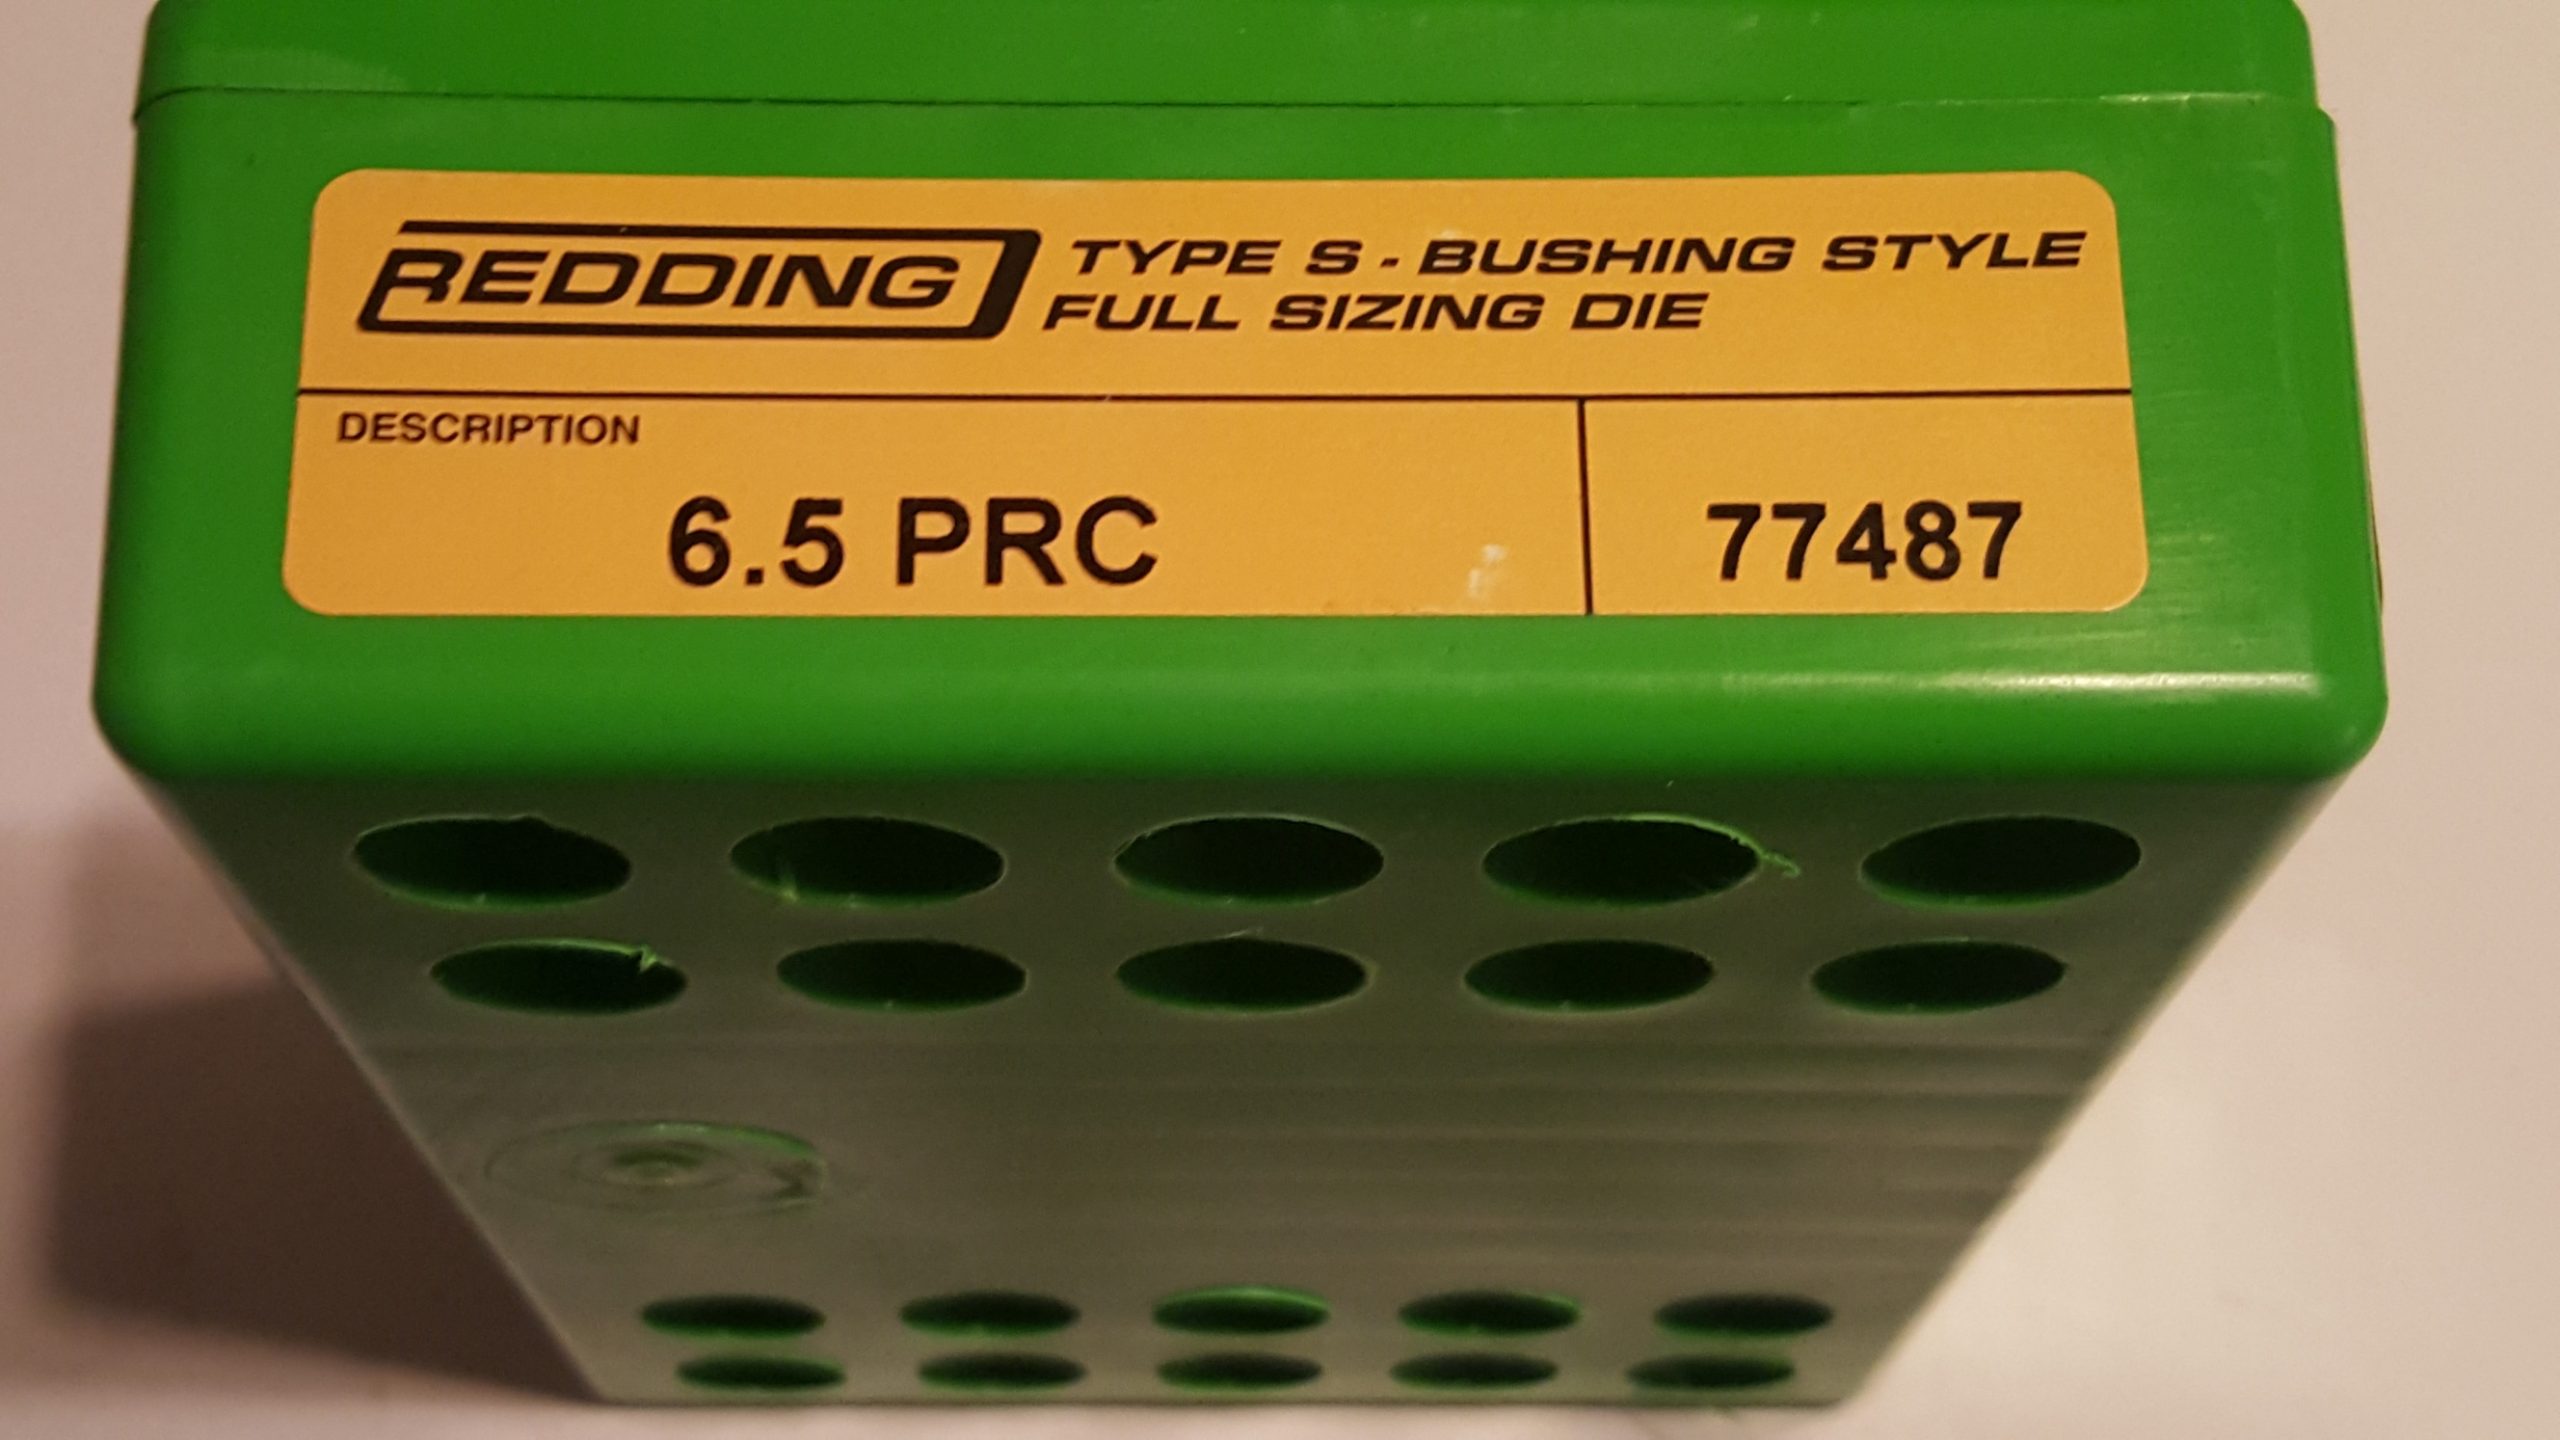 REDDING TYPE S - BUSHING STYLE
FULL SIZING DIE
DESCRIPTION
6.5 PRC 77487